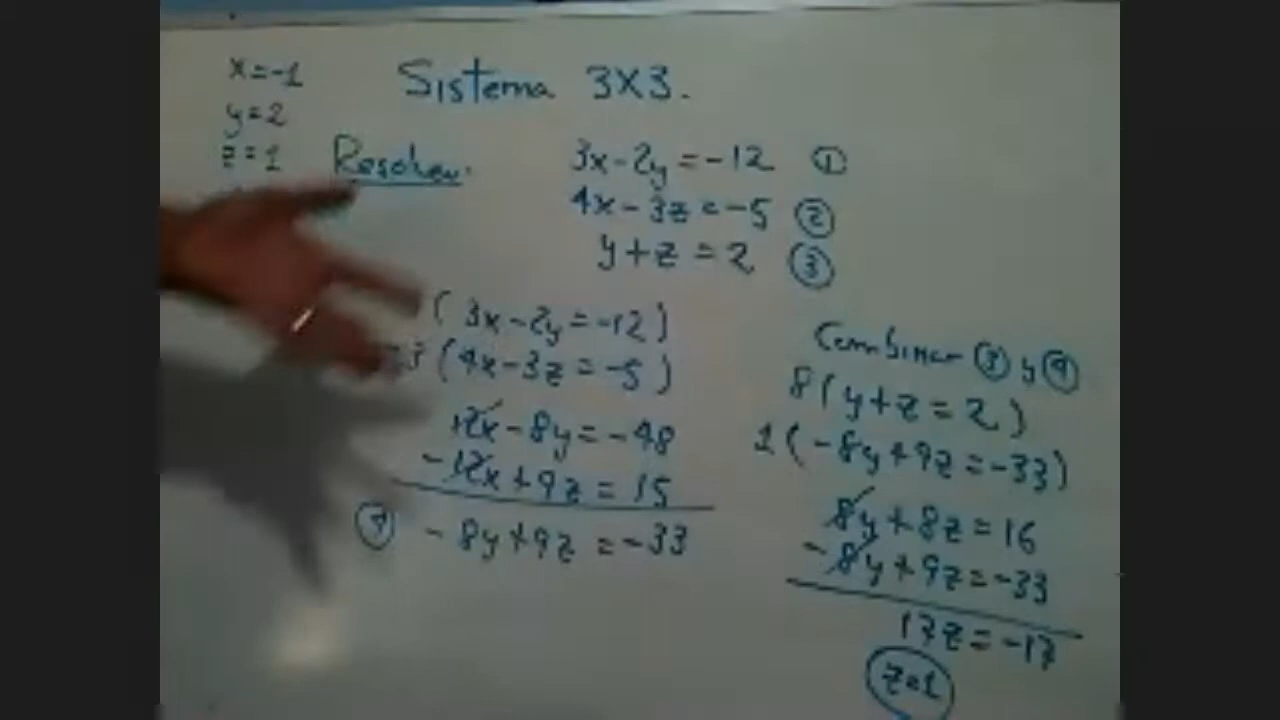 x=-1
y=2
z=1
Sistema 3X3.
Resolver.
3x-2y=-12 ①
4x-3z=-5 ②
y+z=2 ③
(3x-2y=-12)
3(4x-3z=-5)
12x-8y=-48
-12x+9z=15
④ -8y+9z=-33
Combinar ③ y ④
8(y+z=2)
1(-8y+9z=-33)
8y+8z=16
-8y+9z=-33
17z=-17
z=1